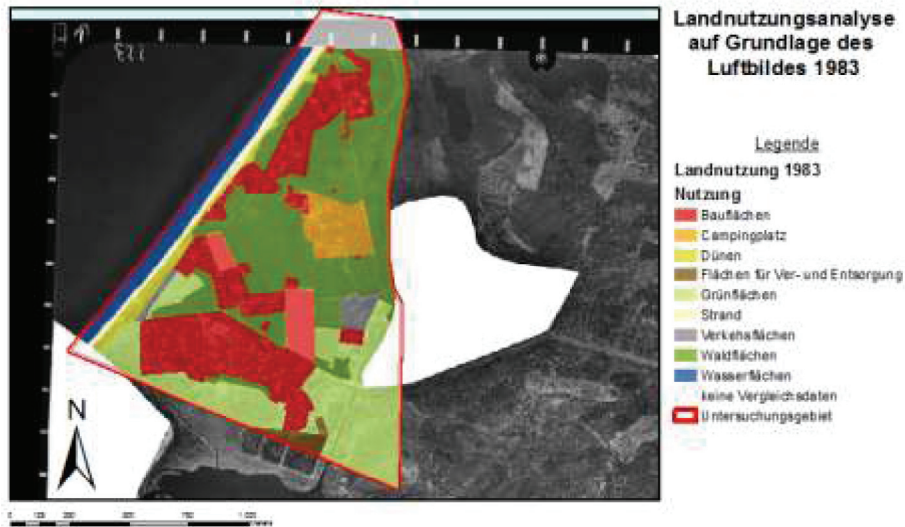 Landnutzungsanalyse
auf Grundlage des
Luftbildes 1983
Legende
Landnutzung 1983
Nutzung
Bauflächen
Campingplatz
Dünen
Flächen für Ver- und Entsorgung
Grünflächen
Strand
Verkehsflächen
Waldflächen
Wasserflächen
keine Vergleichsdaten
Untersuchungsgebiet
N